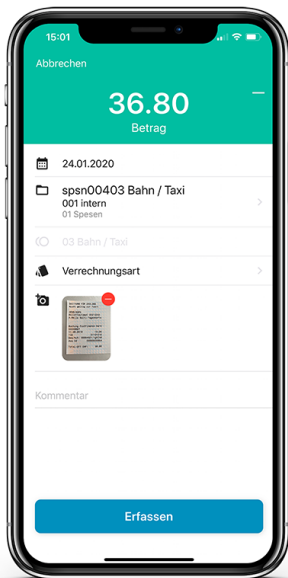 15:01
Abbrechen
36.80
Betrag
24.01.2020
spsn00403 Bahn / Taxi
001 intern
01 Spesen
03 Bahn / Taxi
Verrechnungsart
Kommentar
Erfassen